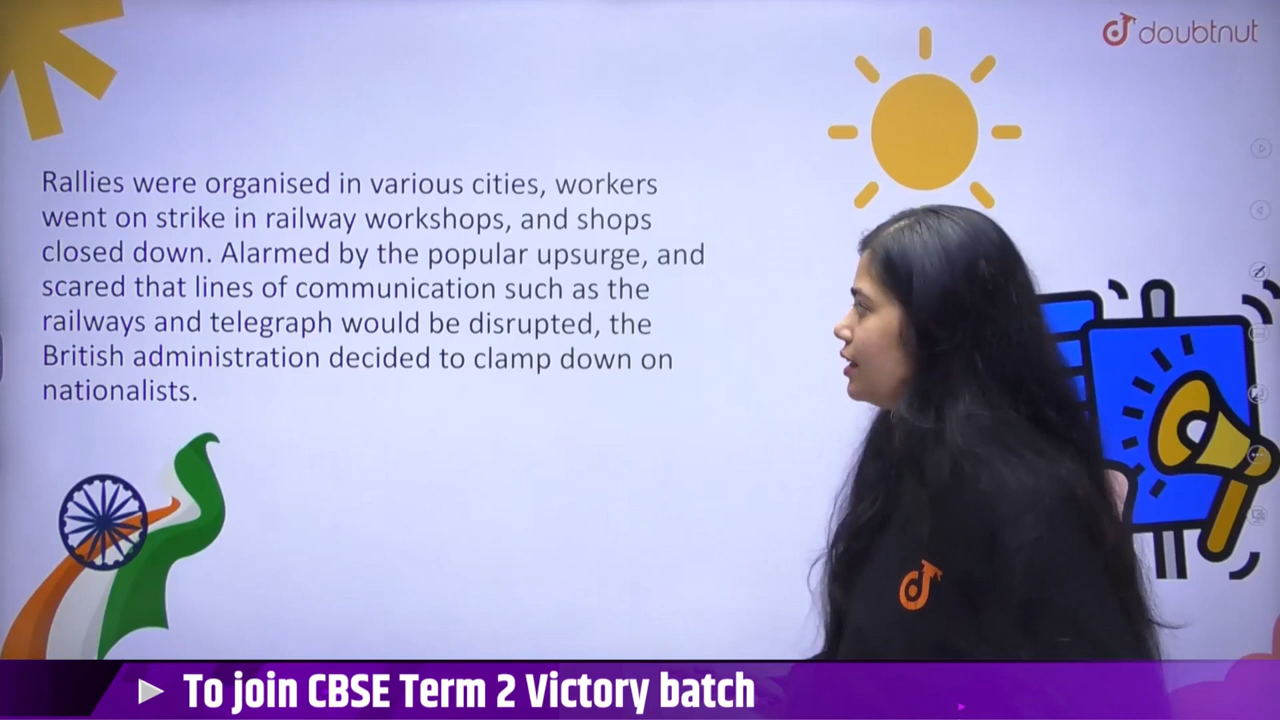 doubtnut
Rallies were organised in various cities, workers
went on strike in railway workshops, and shops
closed down. Alarmed by the popular upsurge, and
scared that lines of communication such as the
railways and telegraph would be disrupted, the
British administration decided to clamp down on
nationalists.
To join CBSE Term 2 Victory batch